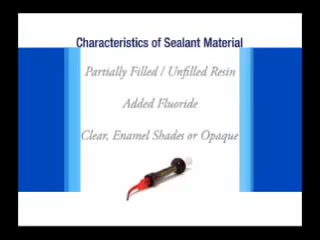 Characteristics of Sealant Material
Partially Filled / Unfilled Resin
Added Fluoride
Clear, Enamel Shades or Opaque